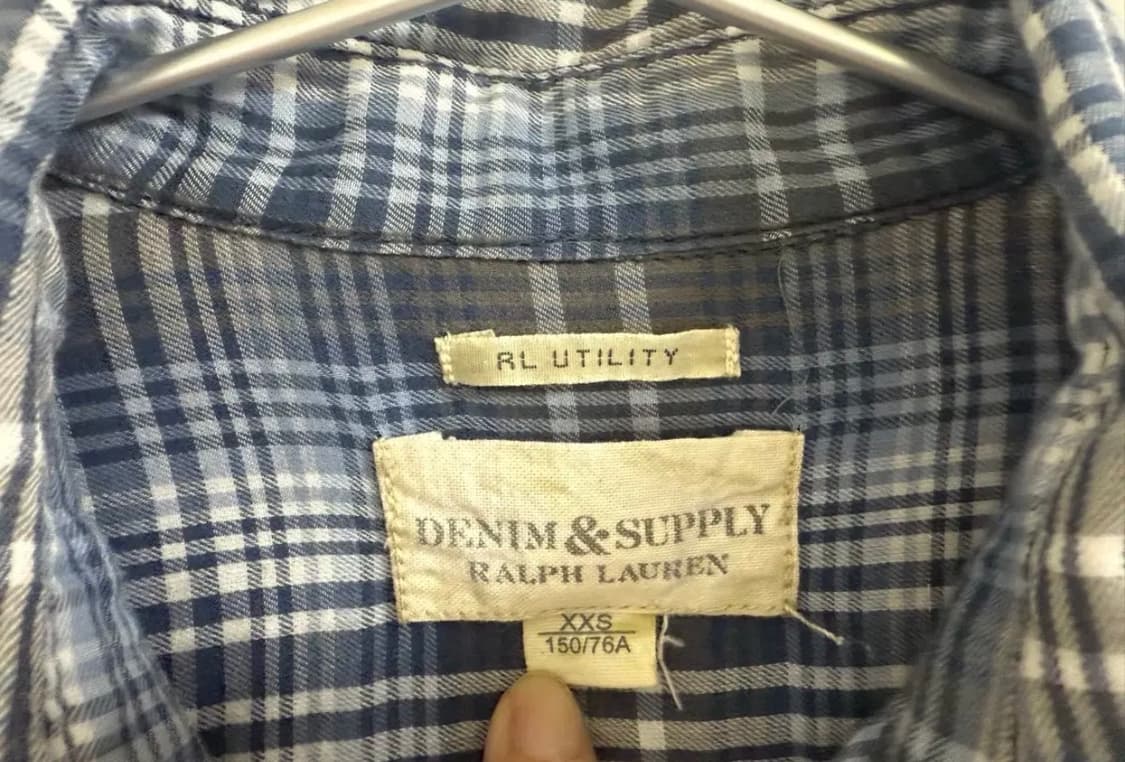 RL UTILITY
DENIM & SUPPLY
RALPH LAUREN
XXS
150/76A